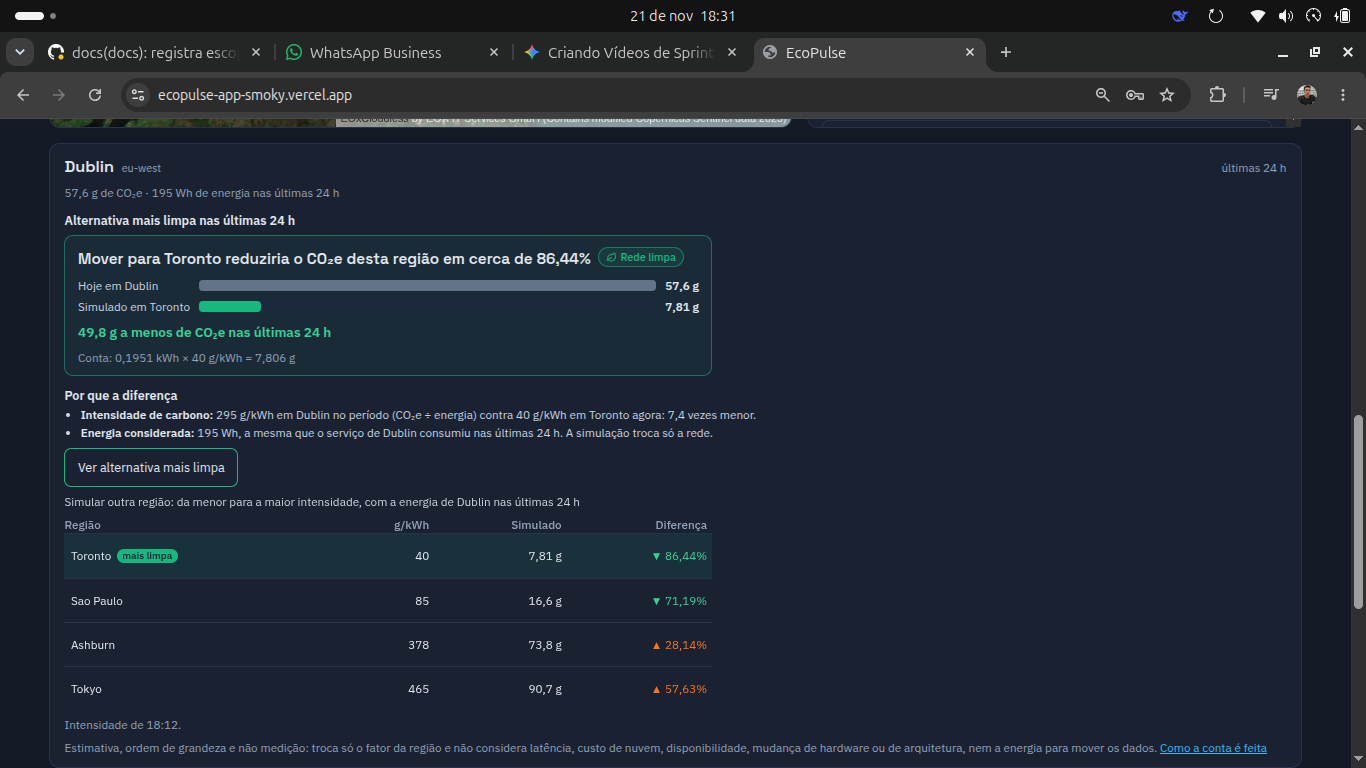 21 de nov 18:31
docs(docs): registra esco
WhatsApp Business
Criando Vídeos de Sprint
EcoPulse
ecopulse-app-smoky.vercel.app
Dublin eu-west
últimas 24 h
57,6 g de CO₂e · 195 Wh de energia nas últimas 24 h
Alternativa mais limpa nas últimas 24 h
Mover para Toronto reduziria o CO₂e desta região em cerca de 86,44% Rede limpa
Hoje em Dublin 57,6 g
Simulado em Toronto 7,81 g
49,8 g a menos de CO₂e nas últimas 24 h
Conta: 0,1951 kWh × 40 g/kWh = 7,806 g
Por que a diferença
• Intensidade de carbono: 295 g/kWh em Dublin no período (CO₂e ÷ energia) contra 40 g/kWh em Toronto agora: 7,4 vezes menor.
• Energia considerada: 195 Wh, a mesma que o serviço de Dublin consumiu nas últimas 24 h. A simulação troca só a rede.
Ver alternativa mais limpa
Simular outra região: da menor para a maior intensidade, com a energia de Dublin nas últimas 24 h
Região g/kWh Simulado Diferença
Toronto mais limpa 40 7,81 g ▼ 86,44%
Sao Paulo 85 16,6 g ▼ 71,19%
Ashburn 378 73,8 g ▲ 28,14%
Tokyo 465 90,7 g ▲ 57,63%
Intensidade de 18:12.
Estimativa, ordem de grandeza e não medição: troca só o fator da região e não considera latência, custo de nuvem, disponibilidade, mudança de hardware ou de arquitetura, nem a energia para mover os dados. Como a conta é feita